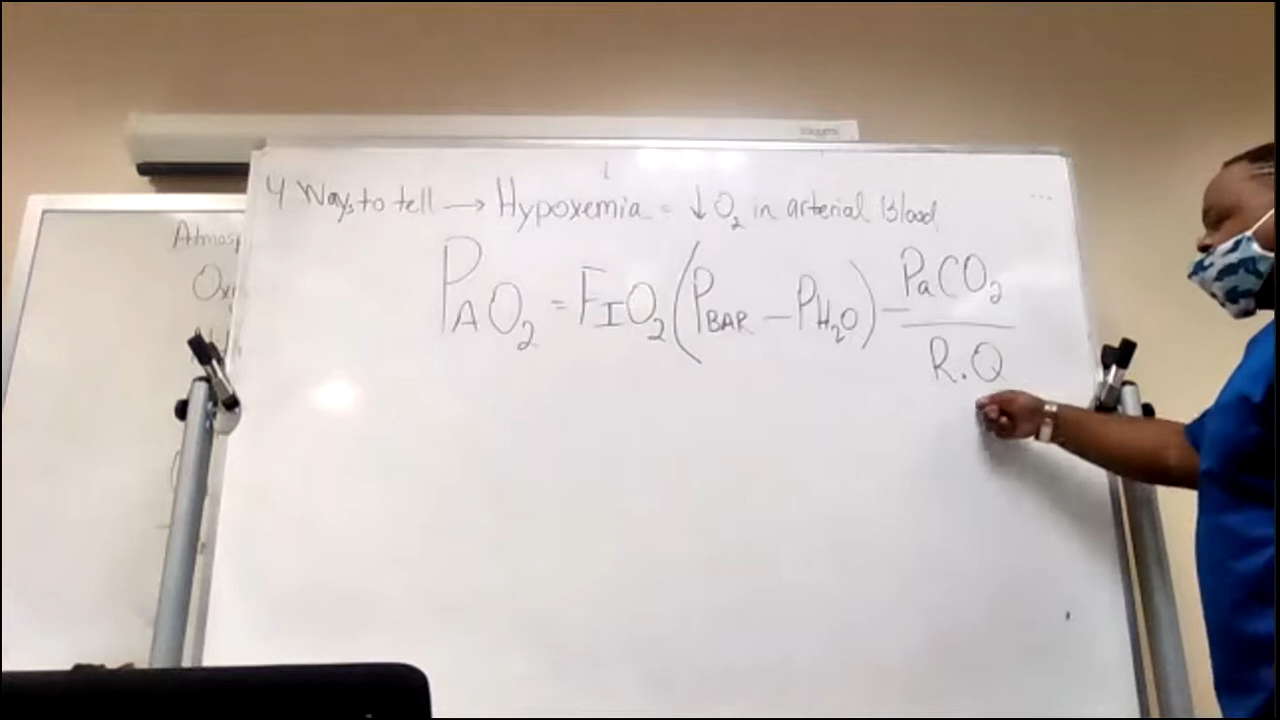 4 Ways to tell → Hypoxemia = ↓ O₂ in arterial Blood
PAO₂ = FIO₂ (PBAR – PH₂O) – PaCO₂ / R.Q